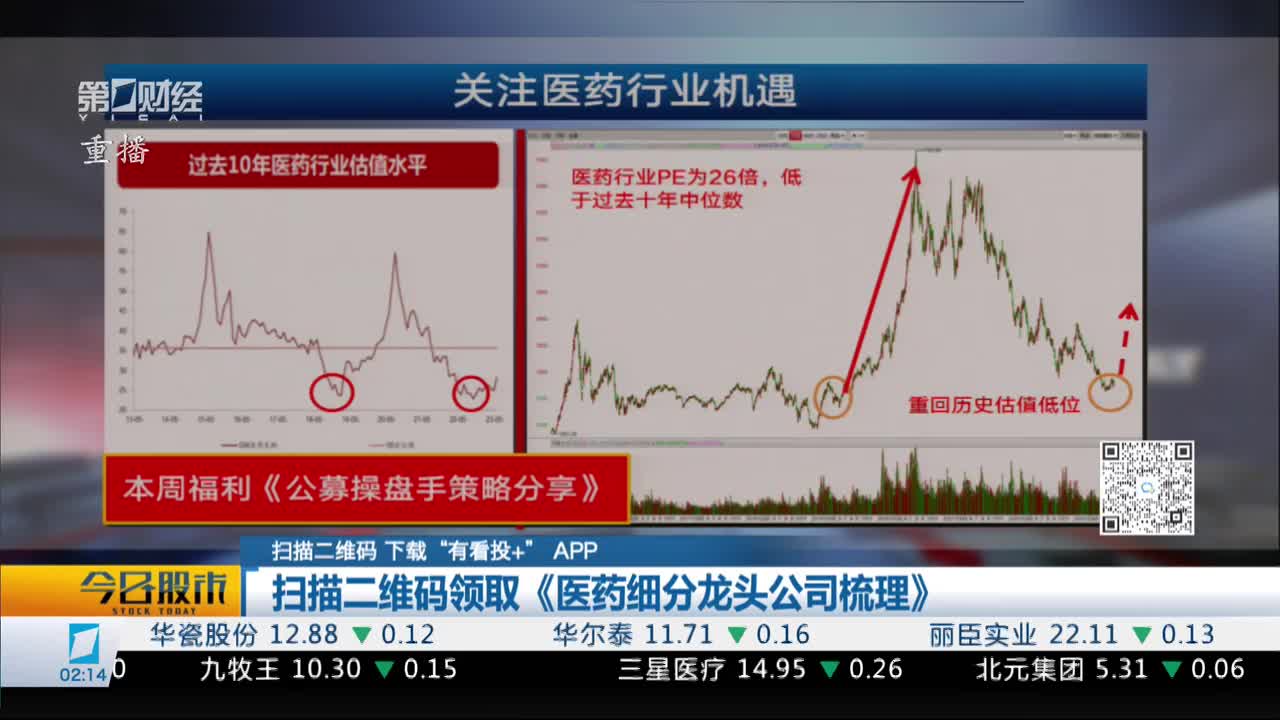 第一财经
YICAI
重播
关注医药行业机遇
过去10年医药行业估值水平
医药行业PE为26倍，低
于过去十年中位数
重回历史估值低位
本周福利《公募操盘手策略分享》
扫描二维码 下载“有看投+” APP
今日股市
STOCK TODAY
扫描二维码领取《医药细分龙头公司梳理》
华瓷股份 12.88 ▼ 0.12 华尔泰 11.71 ▼ 0.16 丽臣实业 22.11 ▼ 0.13
02:14
0 九牧王 10.30 ▼ 0.15 三星医疗 14.95 ▼ 0.26 北元集团 5.31 ▼ 0.06